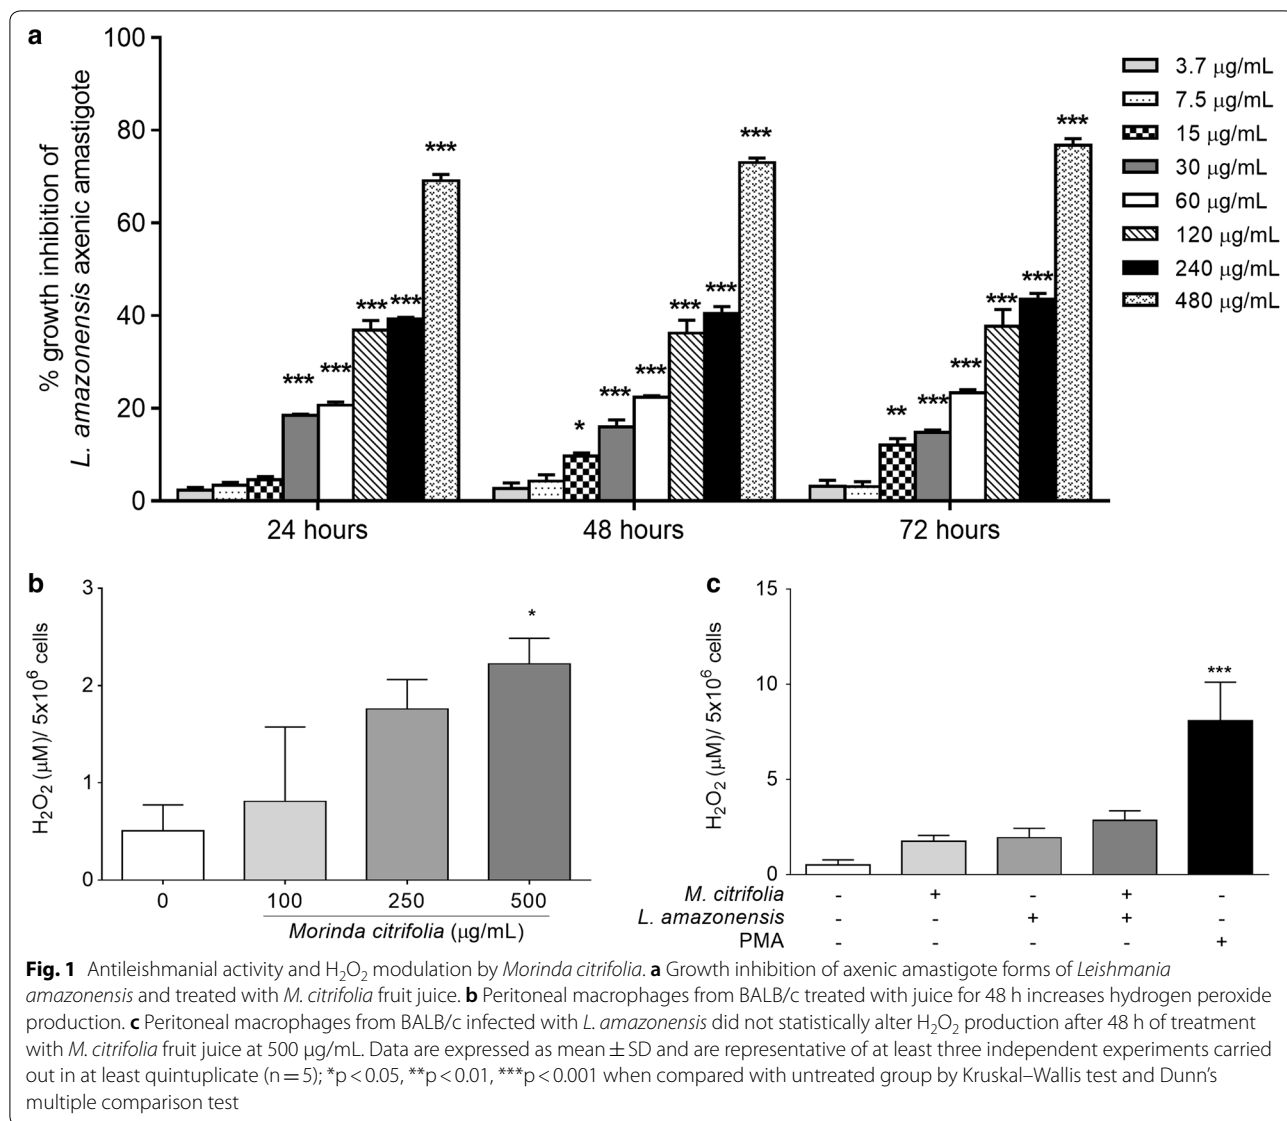 a
% growth inhibition of
L. amazonensis axenic amastigote
100
80
60
40
20
0
*** *** *** *** ***
* *** *** *** *** ***
** *** *** *** *** ***
24 hours 48 hours 72 hours
3.7 μg/mL
7.5 μg/mL
15 μg/mL
30 μg/mL
60 μg/mL
120 μg/mL
240 μg/mL
480 μg/mL
b
H₂O₂ (μM)/ 5x10⁶ cells
3
2
1
0
*
0 100 250 500
Morinda citrifolia (μg/mL)
c
H₂O₂ (μM)/ 5x10⁶ cells
15
10
5
0
***
M. citrifolia - + - + -
L. amazonensis - - + + -
PMA - - - - +
Fig. 1 Antileishmanial activity and H₂O₂ modulation by Morinda citrifolia. a Growth inhibition of axenic amastigote forms of Leishmania
amazonensis and treated with M. citrifolia fruit juice. b Peritoneal macrophages from BALB/c treated with juice for 48 h increases hydrogen peroxide
production. c Peritoneal macrophages from BALB/c infected with L. amazonensis did not statistically alter H₂O₂ production after 48 h of treatment
with M. citrifolia fruit juice at 500 μg/mL. Data are expressed as mean ± SD and are representative of at least three independent experiments carried
out in at least quintuplicate (n = 5); *p < 0.05, **p < 0.01, ***p < 0.001 when compared with untreated group by Kruskal–Wallis test and Dunn's
multiple comparison test